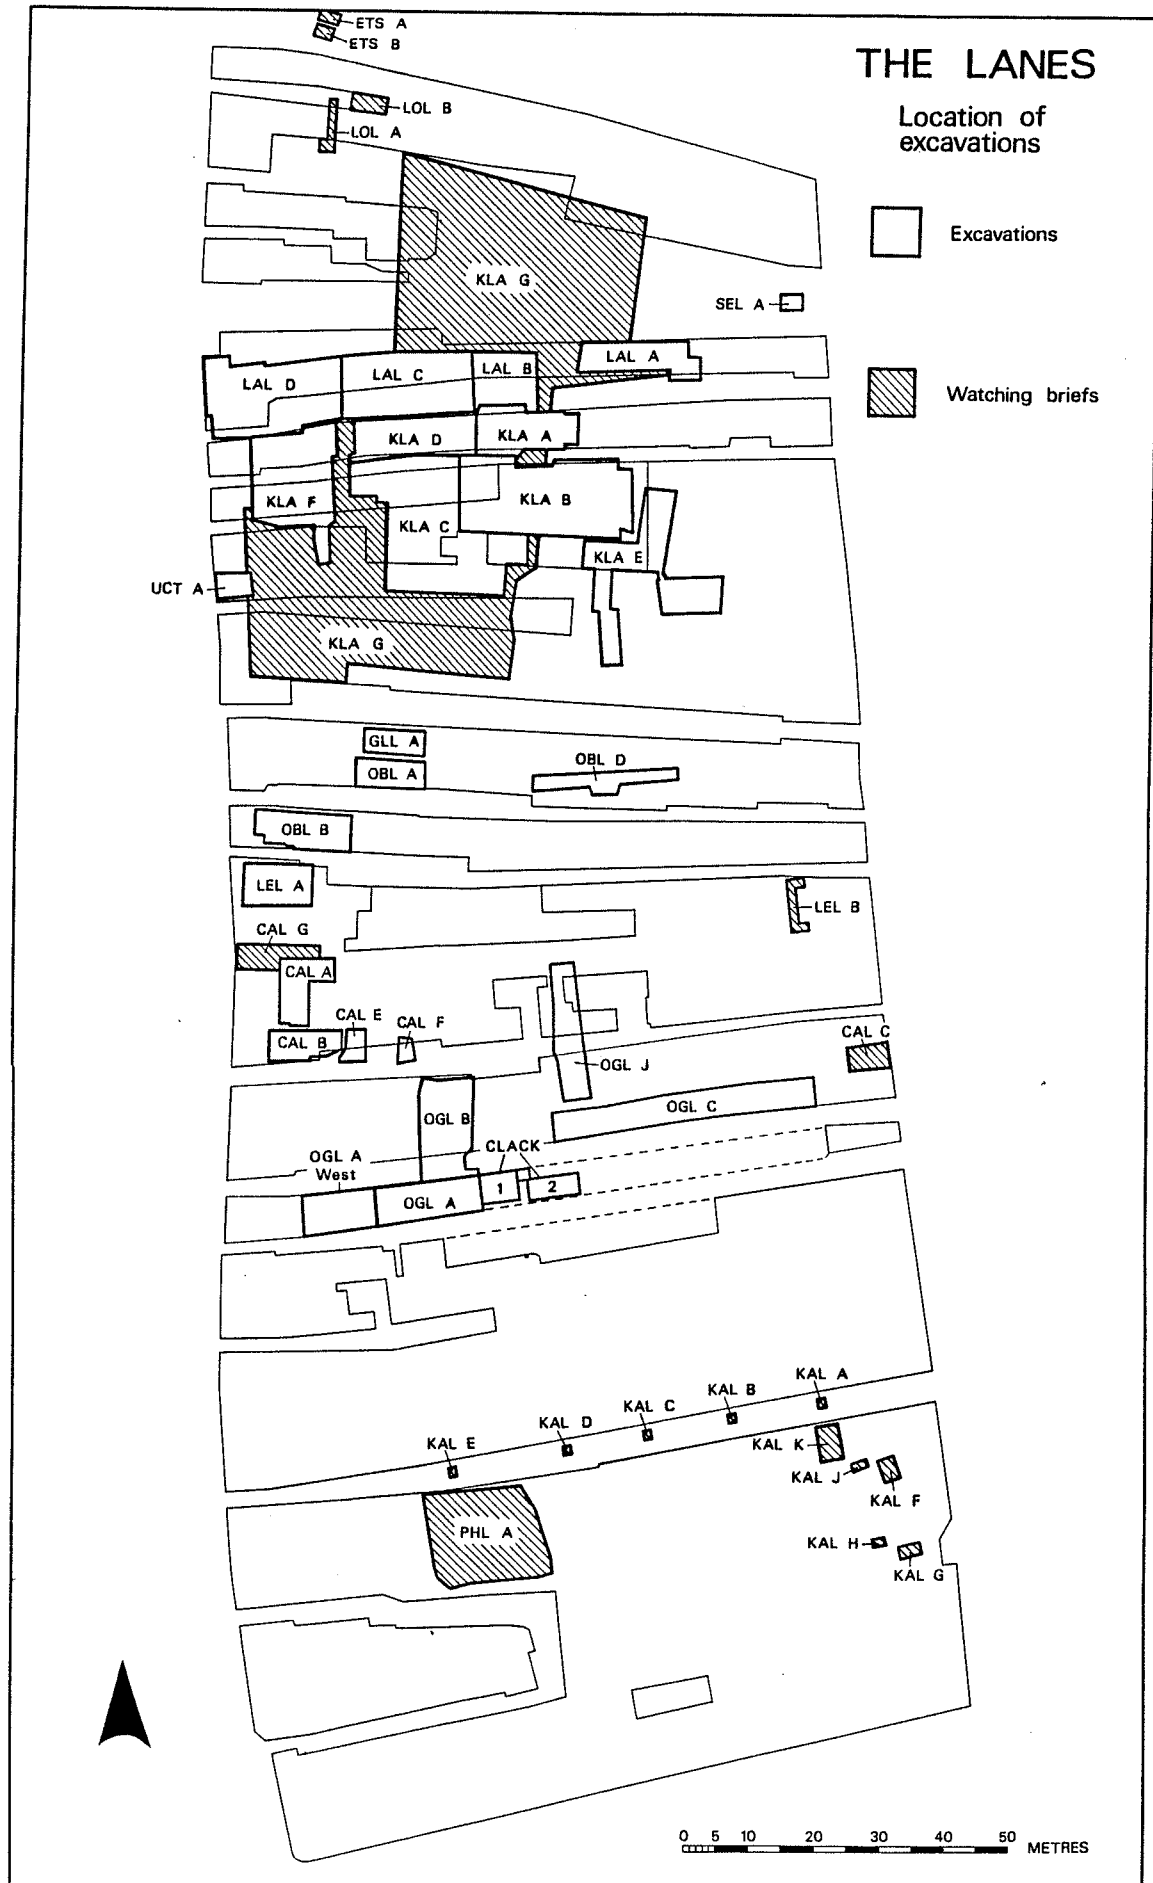 ETS A
ETS B
THE LANES
Location of
excavations
LOL B
LOL A
Excavations
KLA G
SEL A
LAL A
LAL B
LAL C
LAL D
Watching briefs
KLA D
KLA A
KLA F
KLA B
KLA C
KLA E
UCT A
KLA G
GLL A
OBL A
OBL D
OBL B
LEL A
LEL B
CAL G
CAL A
CAL E
CAL F
CAL B
CAL C
OGL J
OGL C
OGL B
CLACK
OGL A
West
1
2
OGL A
KAL A
KAL B
KAL C
KAL D
KAL E
KAL K
KAL J
KAL F
PHL A
KAL H
KAL G
0 5 10 20 30 40 50
METRES